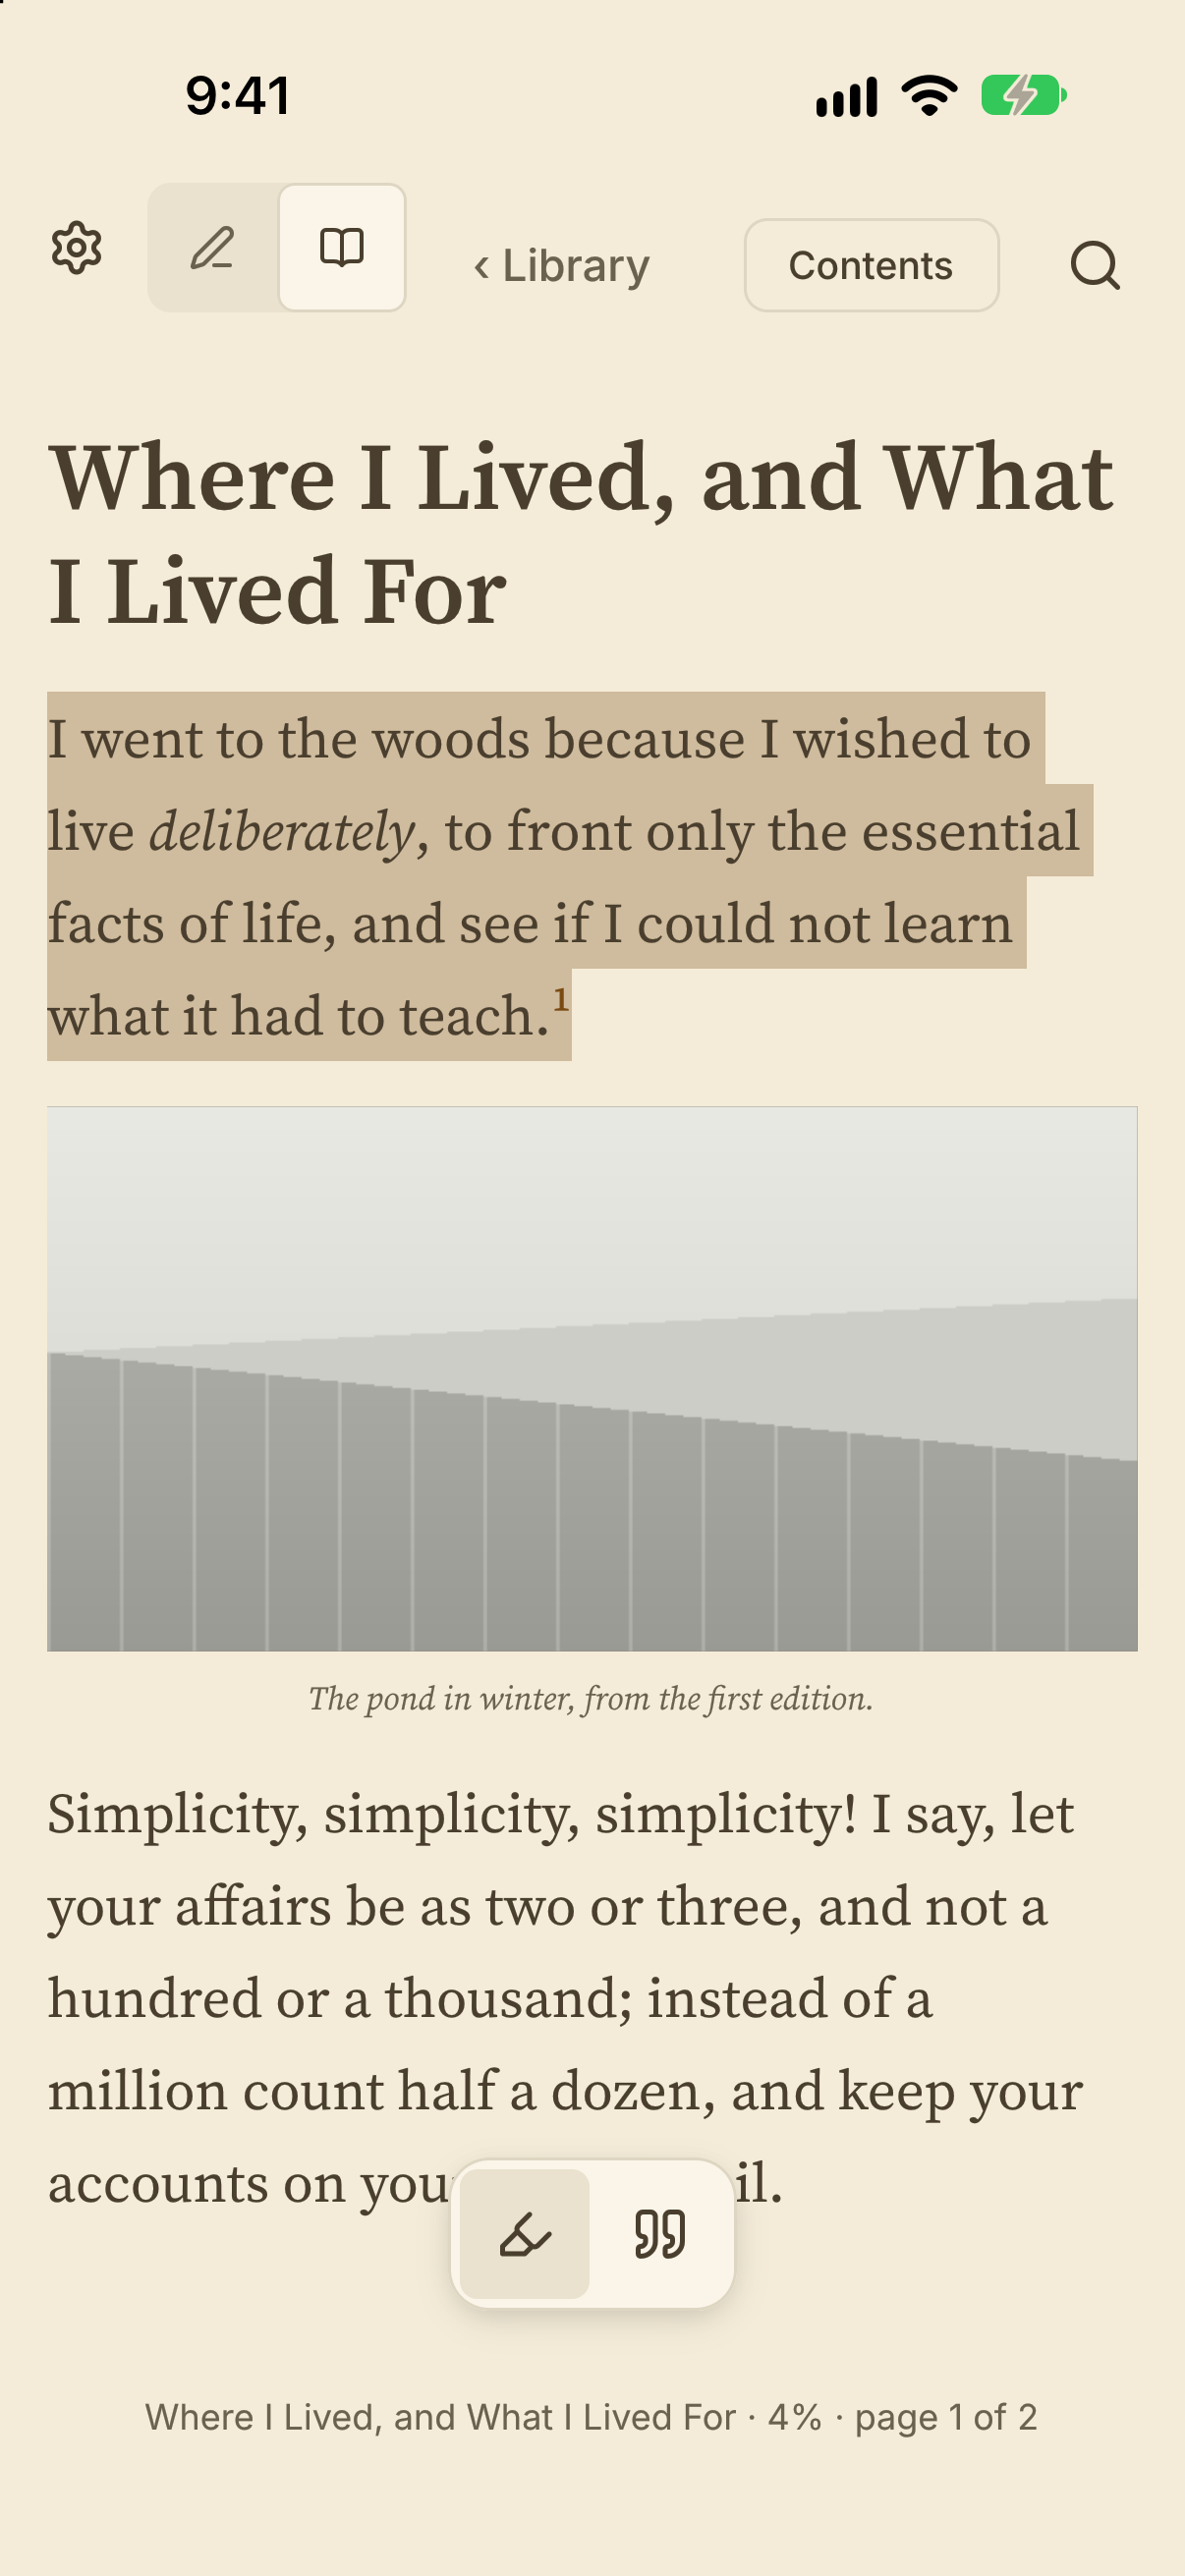 9:41
‹ Library
Contents
Where I Lived, and What
I Lived For
I went to the woods because I wished to
live deliberately, to front only the essential
facts of life, and see if I could not learn
what it had to teach.¹
The pond in winter, from the first edition.
Simplicity, simplicity, simplicity! I say, let
your affairs be as two or three, and not a
hundred or a thousand; instead of a
million count half a dozen, and keep your
accounts on
Where I Lived, and What I Lived For · 4% · page 1 of 2